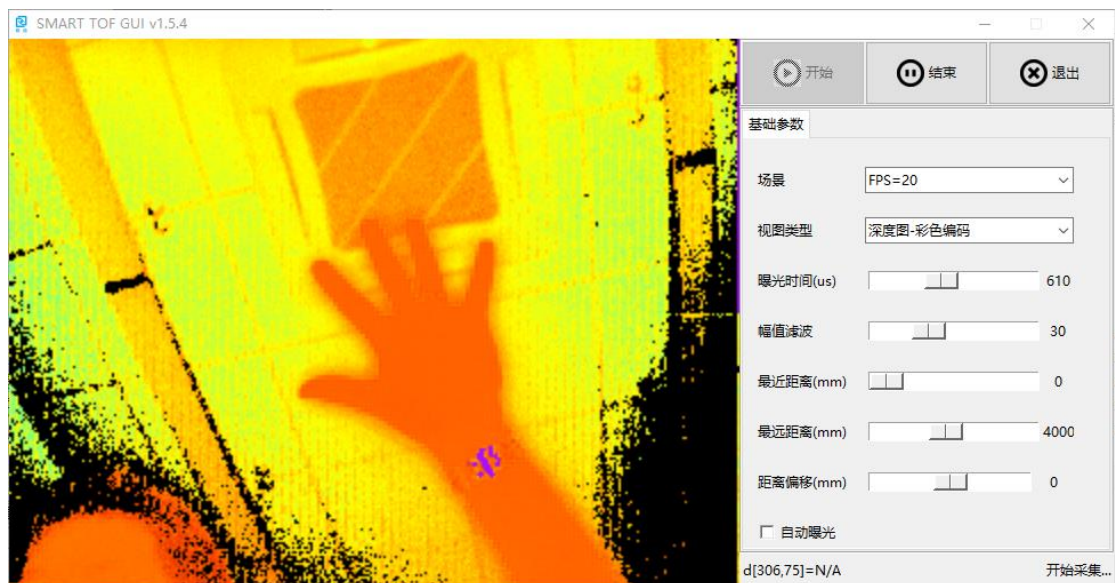 SMART TOF GUI v1.5.4
开始 结束 退出
基础参数
场景 FPS=20
视图类型 深度图-彩色编码
曝光时间(us) 610
幅值滤波 30
最近距离(mm) 0
最远距离(mm) 4000
距离偏移(mm) 0
自动曝光
d[306,75]=N/A 开始采集...